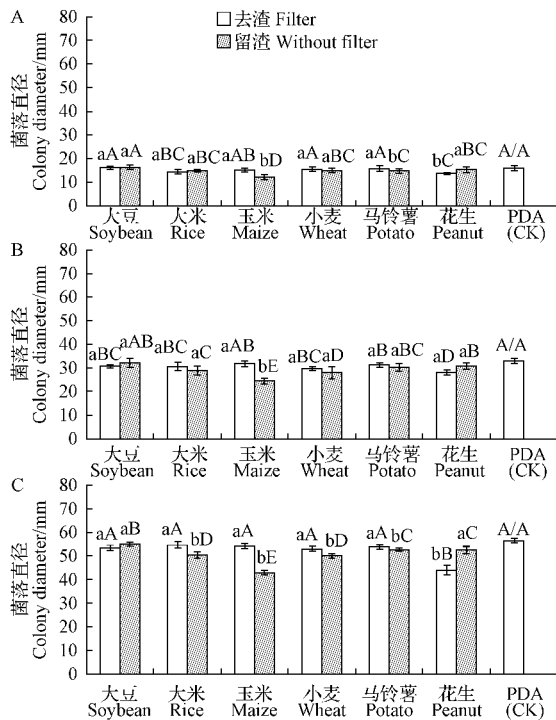 A
80
70
60
50
40
30
20
10
0
菌落直径
Colony diameter/mm
去渣 Filter
留渣 Without filter
aA aA aBC aBC aAB bD aA aBC aA bC bC aBC A/A
大豆 大米 玉米 小麦 马铃薯 花生 PDA
Soybean Rice Maize Wheat Potato Peanut (CK)
B
80
70
60
50
40
30
20
10
0
菌落直径
Colony diameter/mm
aBC aAB aBC aC aAB bE aBC aD aB aBC aD aB A/A
大豆 大米 玉米 小麦 马铃薯 花生 PDA
Soybean Rice Maize Wheat Potato Peanut (CK)
C
80
70
60
50
40
30
20
10
0
菌落直径
Colony diameter/mm
aA aB aA bD aA bE aA bD aA bC bB aC A/A
大豆 大米 玉米 小麦 马铃薯 花生 PDA
Soybean Rice Maize Wheat Potato Peanut (CK)